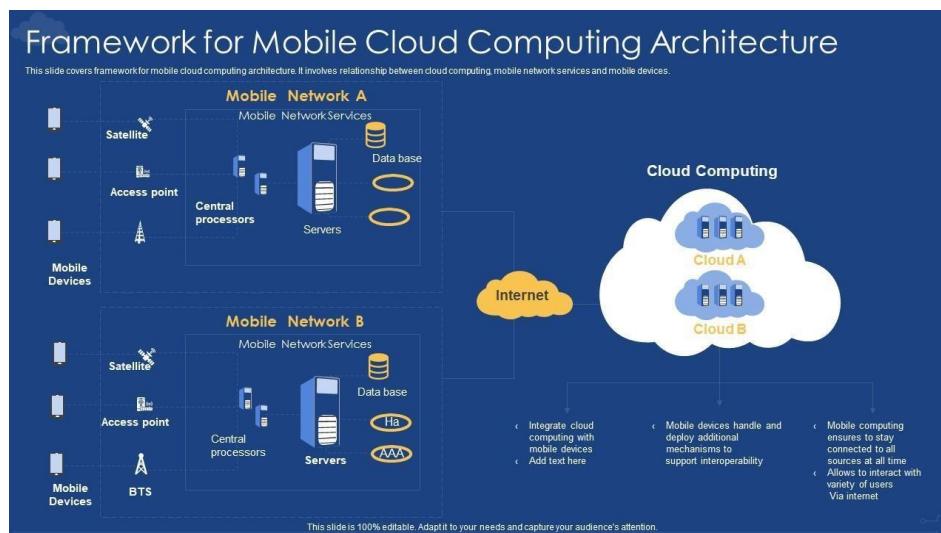 Framework for Mobile Cloud Computing Architecture
This slide covers framework for mobile cloud computing architecture. It involves relationship between cloud computing, mobile network services and mobile devices.
Mobile Network A
Mobile Network Services
Satellite
Data base
Access point
Central
processors
Servers
Mobile
Devices
Mobile Network B
Mobile Network Services
Satellite
Data base
Access point
Ha
Central
processors
Servers
AAA
Mobile
Devices
BTS
Internet
Cloud Computing
Cloud A
Cloud B
‹ Integrate cloud
computing with
mobile devices
‹ Add text here
‹ Mobile devices handle and
deploy additional
mechanisms to
support interoperability
‹ Mobile computing
ensures to stay
connected to all
sources at all time
‹ Allows to interact with
variety of users
Via internet
This slide is 100% editable. Adapt it to your needs and capture your audience's attention.